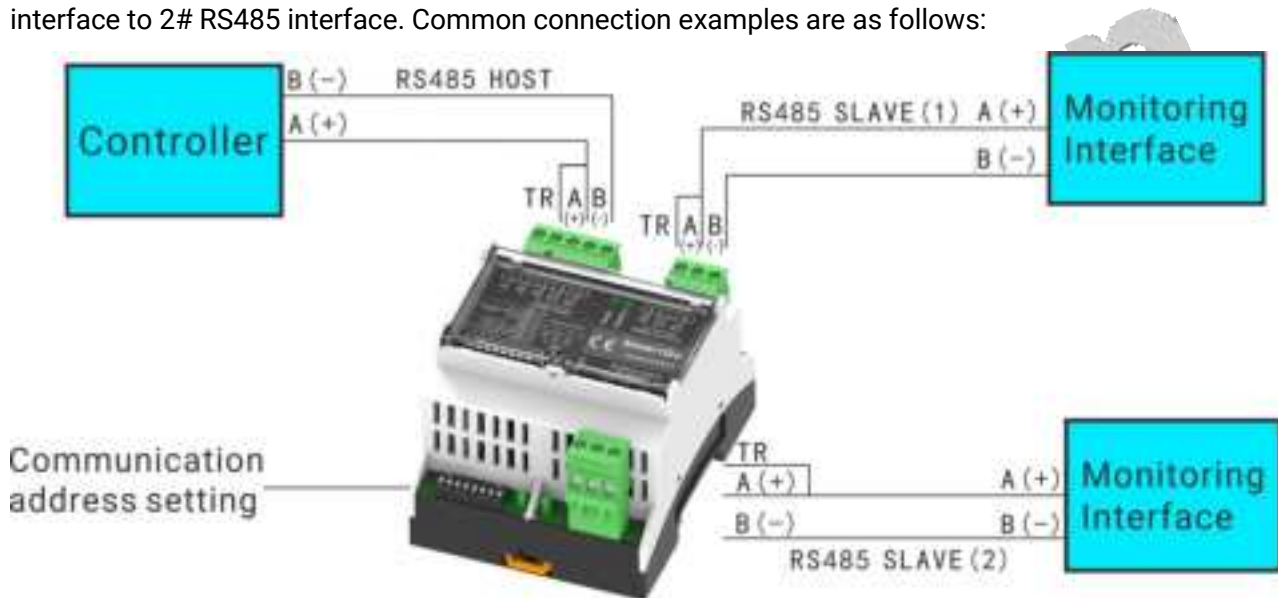 interface to 2# RS485 interface. Common connection examples are as follows:
B(-) RS485 HOST
Controller
A(+)
RS485 SLAVE(1) A(+)
Monitoring
Interface
B(-)
TR A B
(+) (-)
TR A B
(+) (-)
CE
Communication
address setting
TR
A(+) A(+)
B(-) B(-)
Monitoring
Interface
RS485 SLAVE(2)